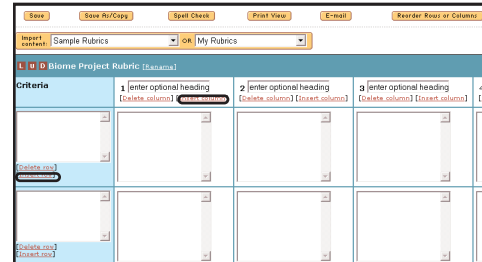 Save Save As/Copy Spell Check Print View E-mail Reorder Rows or Columns
Import content: Sample Rubrics OR My Rubrics
L U D Biome Project Rubric [Rename]
Criteria 1 enter optional heading 2 enter optional heading 3 enter optional heading
[Delete column] [Insert column] [Delete column] [Insert column] [Delete column] [Insert column]
[Delete row]
[Insert row]
[Delete row]
[Insert row]